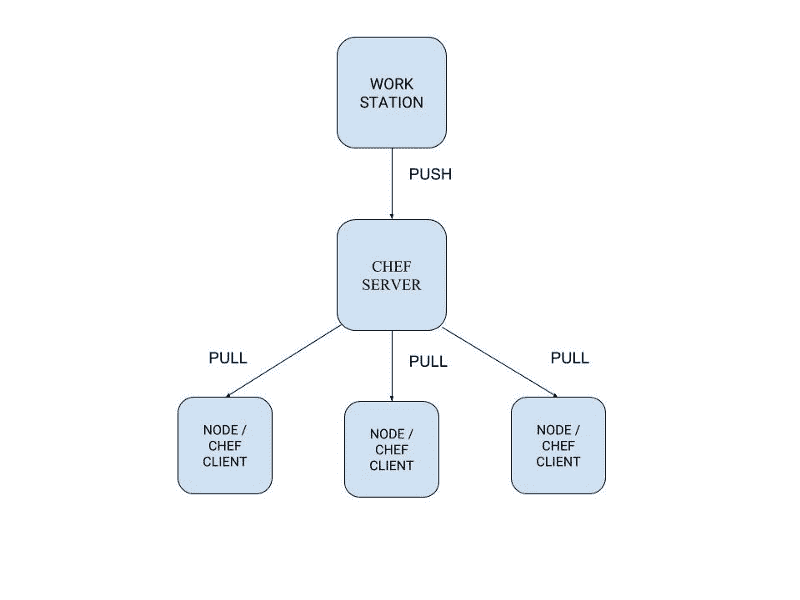 WORK
STATION
PUSH
CHEF
SERVER
PULL
PULL
PULL
NODE /
CHEF
CLIENT
NODE /
CHEF
CLIENT
NODE /
CHEF
CLIENT